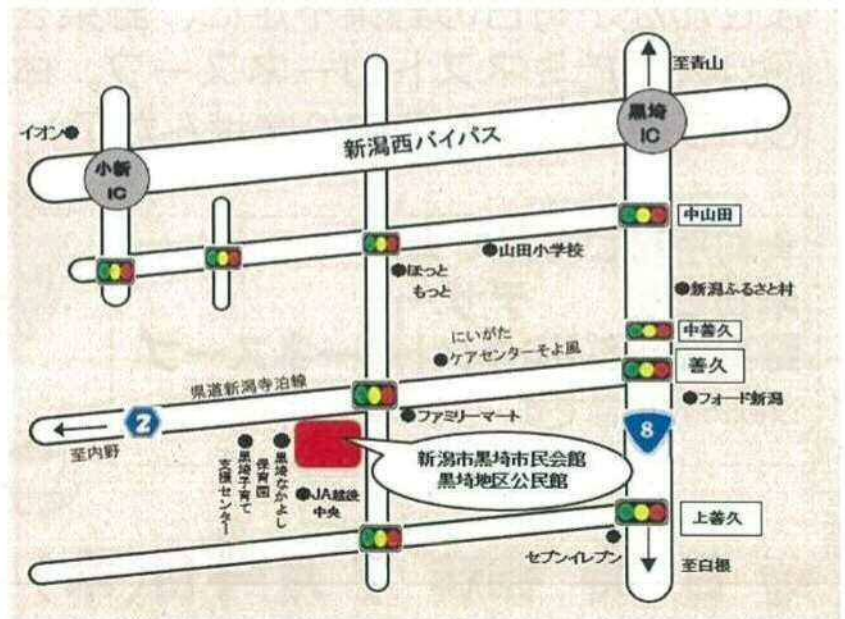 至青山
イオン
新潟西バイパス
黒埼
IC
小新
IC
中山田
山田小学校
ほっと
もっと
新潟ふるさと村
中善久
にいがた
ケアセンターそよ風
善久
県道新潟寺泊線
フォード新潟
2
ファミリーマート
8
至内野
新潟市黒埼市民会館
黒埼地区公民館
黒埼なかよし
保育園
黒埼子育て
支援センター
JA越後
中央
上善久
セブンイレブン
至白根